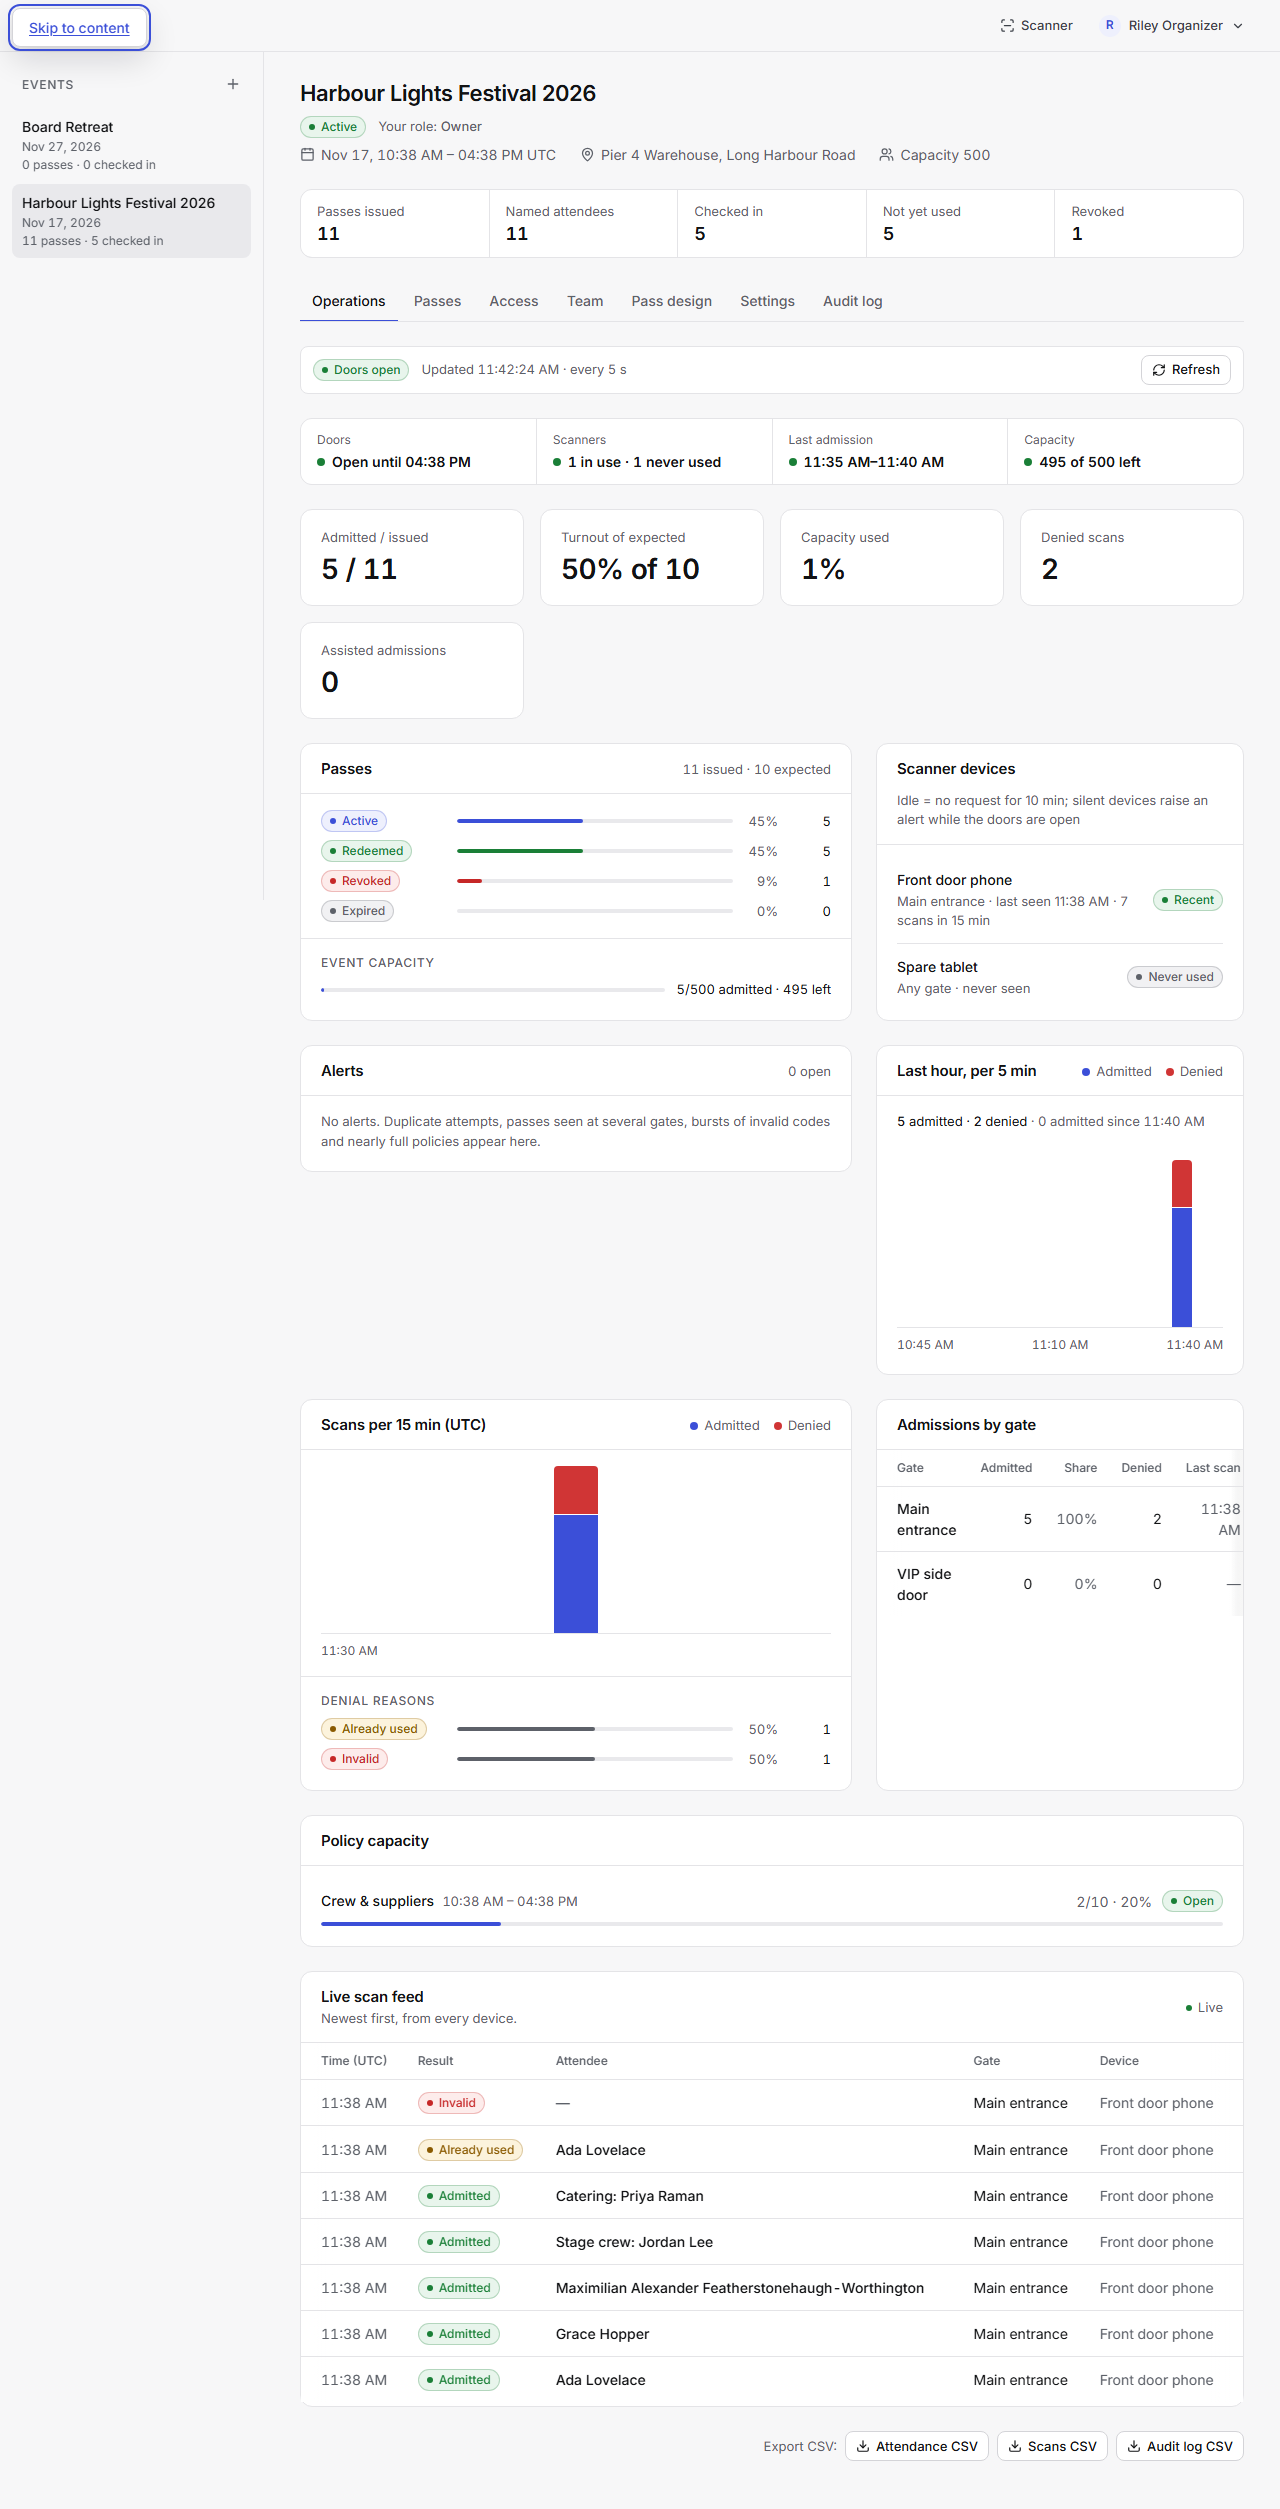 Skip to content
Scanner
R Riley Organizer
EVENTS
Board Retreat
Nov 27, 2026
0 passes · 0 checked in
Harbour Lights Festival 2026
Nov 17, 2026
11 passes · 5 checked in
Harbour Lights Festival 2026
Active Your role: Owner
Nov 17, 10:38 AM – 04:38 PM UTC Pier 4 Warehouse, Long Harbour Road Capacity 500
Passes issued Named attendees Checked in Not yet used Revoked
11 11 5 5 1
Operations Passes Access Team Pass design Settings Audit log
Doors open Updated 11:42:24 AM · every 5 s Refresh
Doors Scanners Last admission Capacity
Open until 04:38 PM 1 in use · 1 never used 11:35 AM–11:40 AM 495 of 500 left
Admitted / issued Turnout of expected Capacity used Denied scans
5 / 11 50% of 10 1% 2
Assisted admissions
0
Passes 11 issued · 10 expected
Active 45% 5
Redeemed 45% 5
Revoked 9% 1
Expired 0% 0
EVENT CAPACITY
5/500 admitted · 495 left
Scanner devices
Idle = no request for 10 min; silent devices raise an
alert while the doors are open
Front door phone
Main entrance · last seen 11:38 AM · 7
scans in 15 min
Recent
Spare tablet
Any gate · never seen
Never used
Alerts 0 open
No alerts. Duplicate attempts, passes seen at several gates, bursts of invalid codes
and nearly full policies appear here.
Last hour, per 5 min Admitted Denied
5 admitted · 2 denied · 0 admitted since 11:40 AM
10:45 AM 11:10 AM 11:40 AM
Scans per 15 min (UTC) Admitted Denied
11:30 AM
DENIAL REASONS
Already used 50% 1
Invalid 50% 1
Admissions by gate
Gate Admitted Share Denied Last scan
Main entrance 5 100% 2 11:38 AM
VIP side door 0 0% 0 —
Policy capacity
Crew & suppliers 10:38 AM – 04:38 PM 2/10 · 20% Open
Live scan feed
Newest first, from every device.
Live
Time (UTC) Result Attendee Gate Device
11:38 AM Invalid — Main entrance Front door phone
11:38 AM Already used Ada Lovelace Main entrance Front door phone
11:38 AM Admitted Catering: Priya Raman Main entrance Front door phone
11:38 AM Admitted Stage crew: Jordan Lee Main entrance Front door phone
11:38 AM Admitted Maximilian Alexander Featherstonehaugh-Worthington Main entrance Front door phone
11:38 AM Admitted Grace Hopper Main entrance Front door phone
11:38 AM Admitted Ada Lovelace Main entrance Front door phone
Export CSV: Attendance CSV Scans CSV Audit log CSV